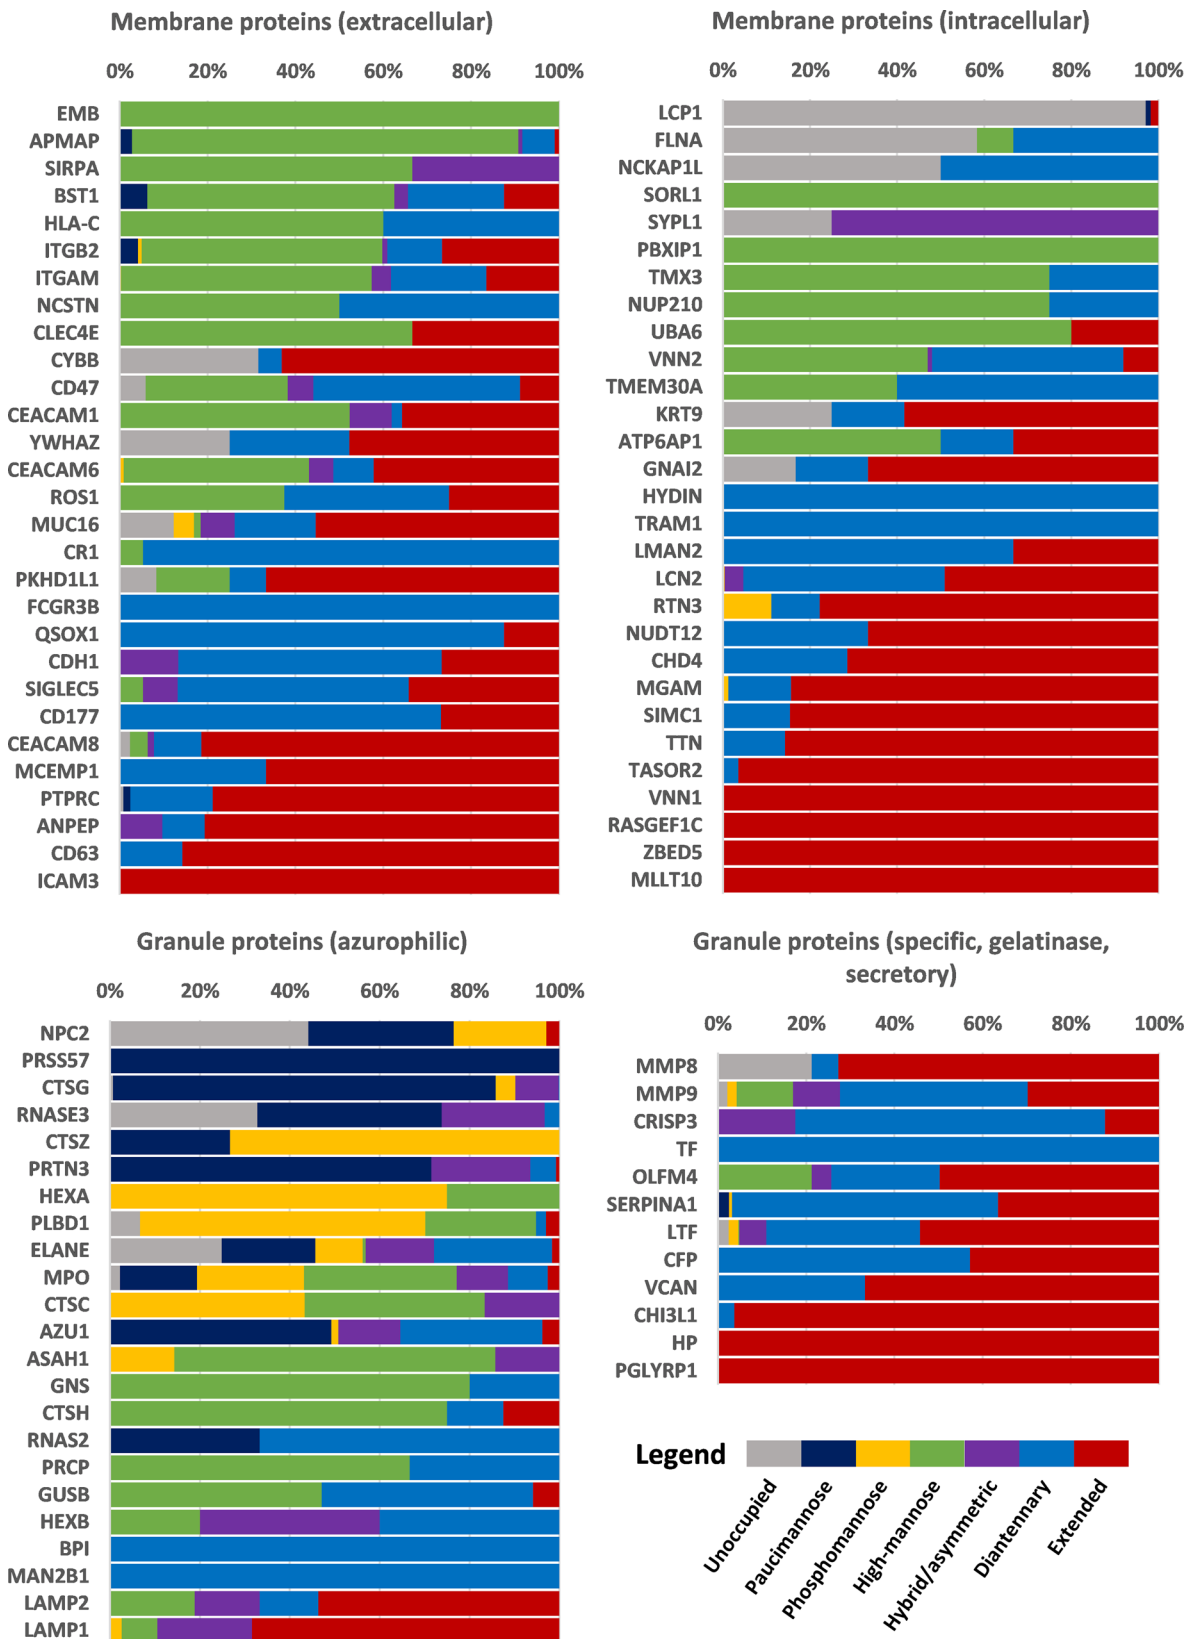 Membrane proteins (extracellular)
0% 20% 40% 60% 80% 100%
EMB
APMAP
SIRPA
BST1
HLA-C
ITGB2
ITGAM
NCSTN
CLEC4E
CYBB
CD47
CEACAM1
YWHAZ
CEACAM6
ROS1
MUC16
CR1
PKHD1L1
FCGR3B
QSOX1
CDH1
SIGLEC5
CD177
CEACAM8
MCEMP1
PTPRC
ANPEP
CD63
ICAM3
Membrane proteins (intracellular)
0% 20% 40% 60% 80% 100%
LCP1
FLNA
NCKAP1L
SORL1
SYPL1
PBXIP1
TMX3
NUP210
UBA6
VNN2
TMEM30A
KRT9
ATP6AP1
GNAI2
HYDIN
TRAM1
LMAN2
LCN2
RTN3
NUDT12
CHD4
MGAM
SIMC1
TTN
TASOR2
VNN1
RASGEF1C
ZBED5
MLLT10
Granule proteins (azurophilic)
0% 20% 40% 60% 80% 100%
NPC2
PRSS57
CTSG
RNASE3
CTSZ
PRTN3
HEXA
PLBD1
ELANE
MPO
CTSC
AZU1
ASAH1
GNS
CTSH
RNAS2
PRCP
GUSB
HEXB
BPI
MAN2B1
LAMP2
LAMP1
Granule proteins (specific, gelatinase,
secretory)
0% 20% 40% 60% 80% 100%
MMP8
MMP9
CRISP3
TF
OLFM4
SERPINA1
LTF
CFP
VCAN
CHI3L1
HP
PGLYRP1
Legend
Unoccupied
Paucimannose
Phosphomannose
High-mannose
Hybrid/asymmetric
Diantennary
Extended